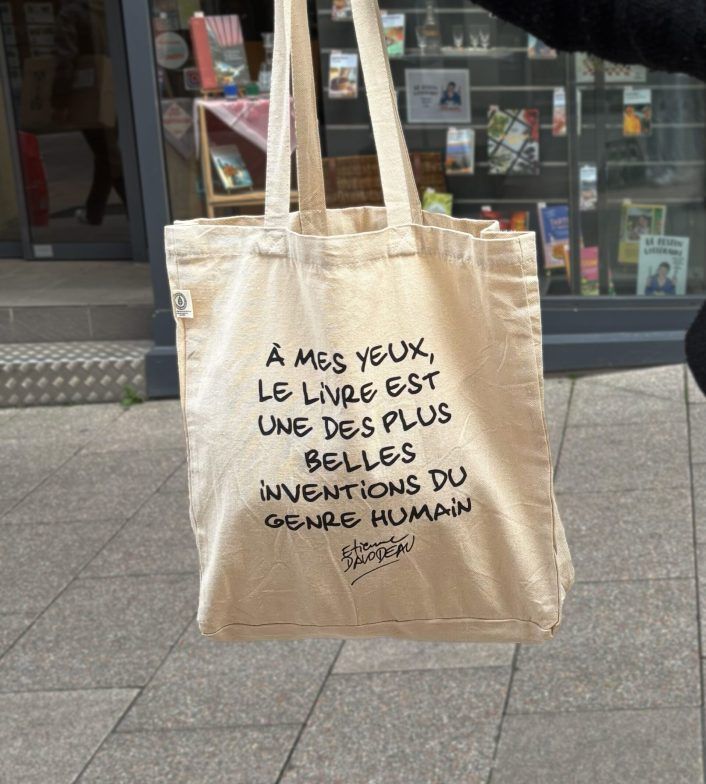 À MES YEUX,
LE LiVRE EST
UNE DES PLUS
BELLES
iNVENTiONS DU
GENRE HUMAiN
Etienne
DAVODEAU